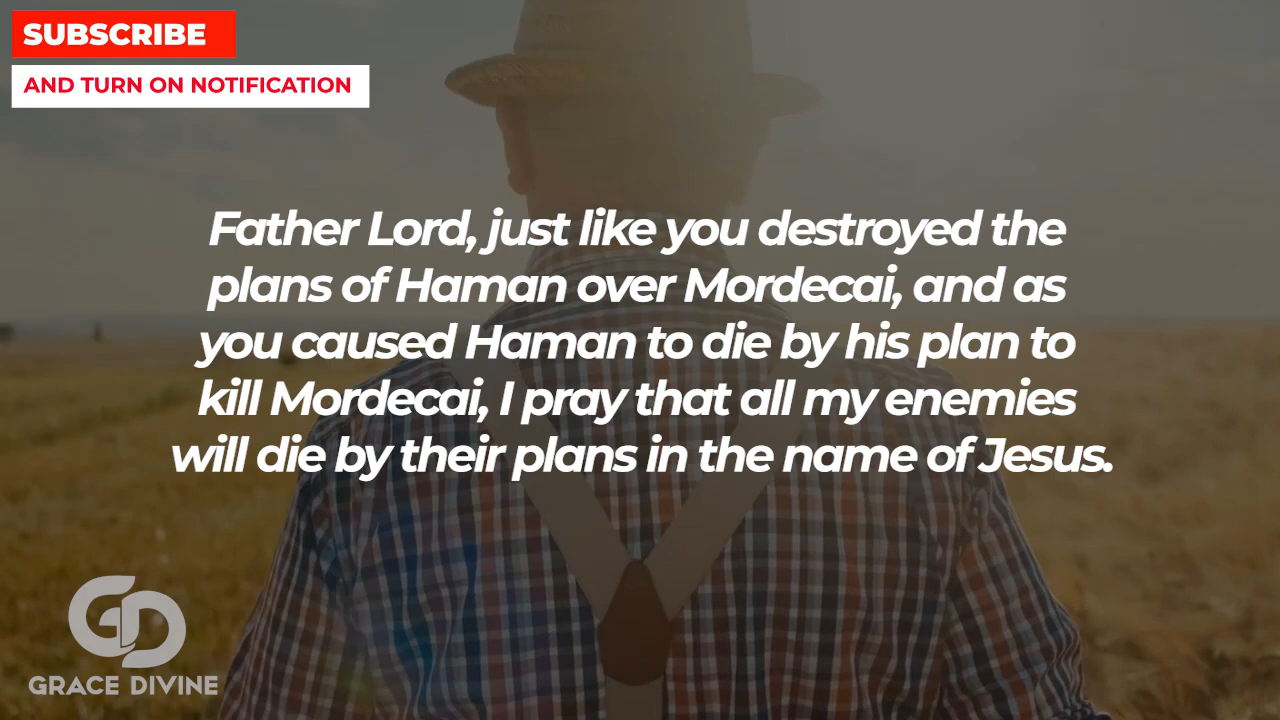 SUBSCRIBE
AND TURN ON NOTIFICATION
Father Lord, just like you destroyed the
plans of Haman over Mordecai, and as
you caused Haman to die by his plan to
kill Mordecai, I pray that all my enemies
will die by their plans in the name of Jesus.
GD
GRACE DIVINE